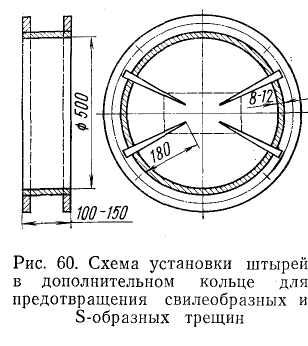 ϕ 500
8-12
180
100-150
Рис. 60. Схема установки штырей
в дополнительном кольце для
предотвращения свилеобразных и
S-образных трещин